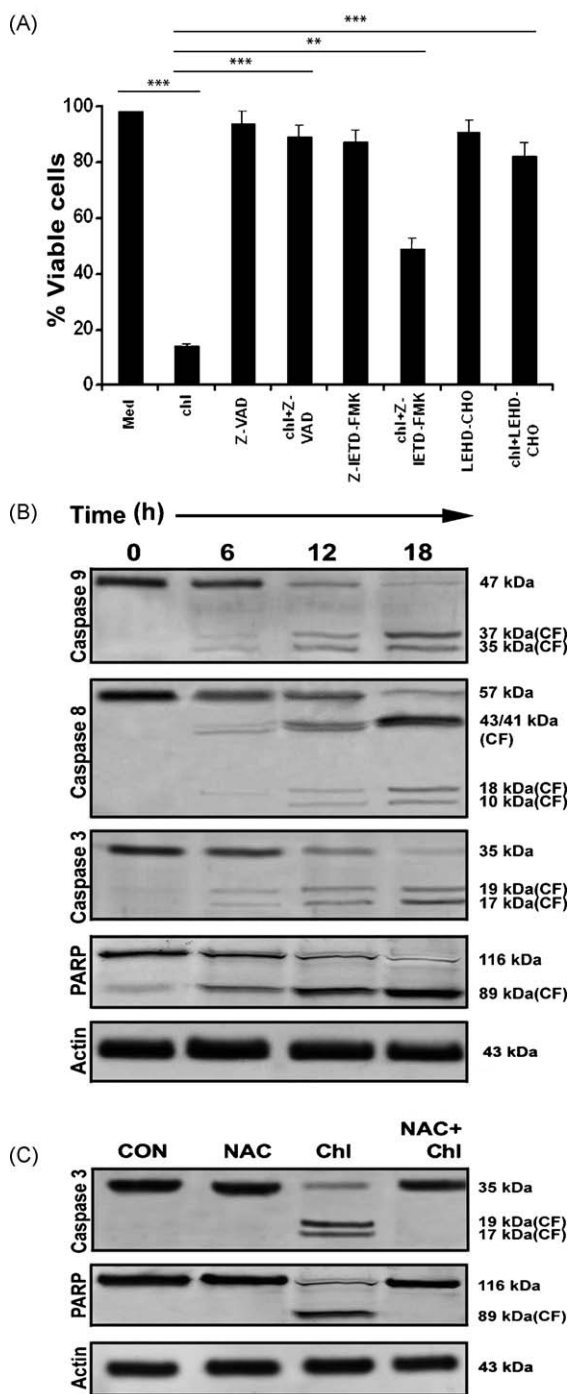 (A)
***
**
***
***
100
80
60
40
20
0
% Viable cells
Med
chl
Z-VAD
chl+Z-
VAD
Z-IETD-FMK
chl+Z-
IETD-FMK
LEHD-CHO
chl+LEHD-
CHO
(B) Time (h)
0 6 12 18
Caspase 9
47 kDa
37 kDa(CF)
35 kDa(CF)
Caspase 8
57 kDa
43/41 kDa
(CF)
18 kDa(CF)
10 kDa(CF)
Caspase 3
35 kDa
19 kDa(CF)
17 kDa(CF)
PARP
116 kDa
89 kDa(CF)
Actin
43 kDa
(C)
CON NAC Chl NAC+
Chl
Caspase 3
35 kDa
19 kDa(CF)
17 kDa(CF)
PARP
116 kDa
89 kDa(CF)
Actin
43 kDa